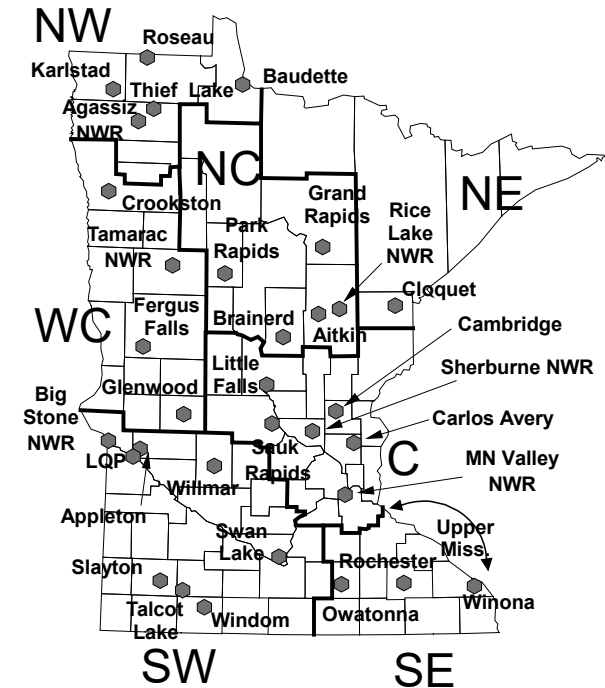 NW
Roseau
Karlstad
Baudette
Thief Lake
Agassiz
NWR
NC
NE
Grand
Rapids
Crookston
Rice
Lake
NWR
Park
Rapids
Tamarac
NWR
Cloquet
Fergus
Falls
WC
Brainerd
Aitkin
Cambridge
Little
Falls
Sherburne NWR
Glenwood
Big
Stone
NWR
Carlos Avery
C
Sauk
Rapids
MN Valley
NWR
LQP
Willmar
Appleton
Swan
Lake
Upper
Miss.
Slayton
Rochester
Talcot
Lake
Windom
Owatonna
Winona
SW
SE